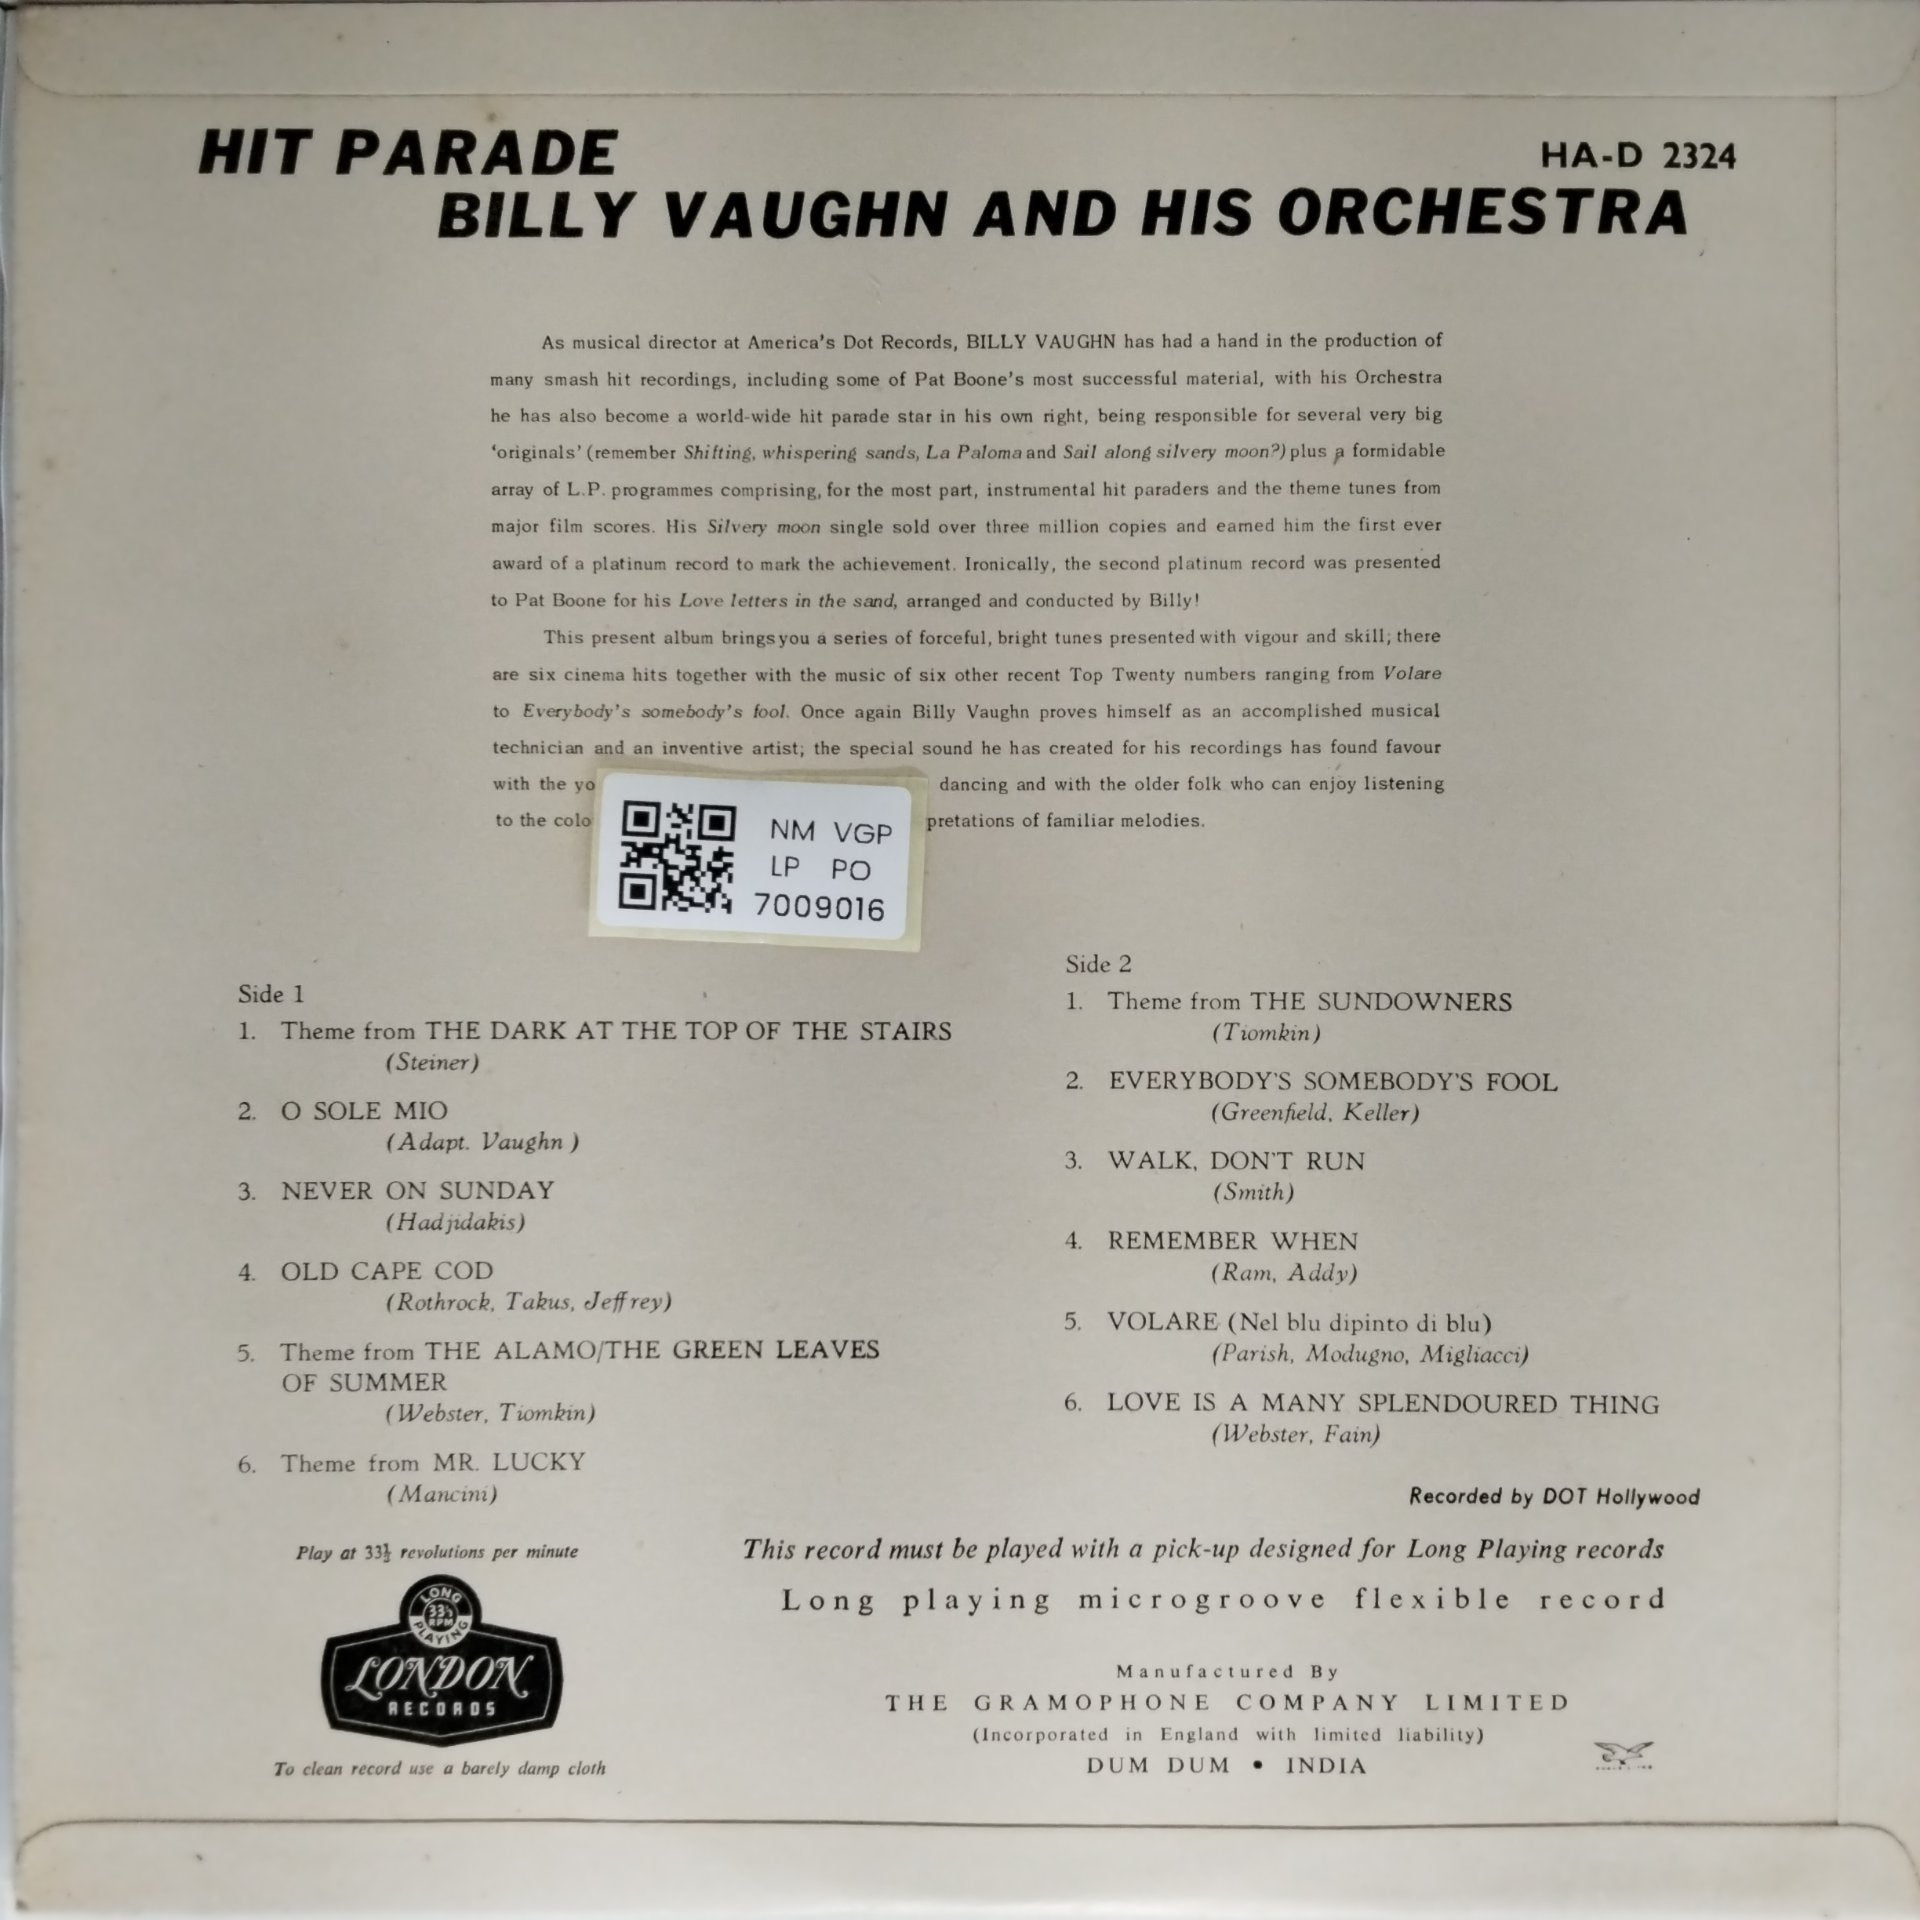 HIT PARADE
HA-D 2324
BILLY VAUGHN AND HIS ORCHESTRA
As musical director at America's Dot Records, BILLY VAUGHN has had a hand in the production of
many smash hit recordings, including some of Pat Boone's most successful material, with his Orchestra
he has also become a world-wide hit parade star in his own right, being responsible for several very big
'originals' (remember Shifting, whispering sands, La Paloma and Sail along silvery moon?) plus a formidable
array of L.P. programmes comprising, for the most part, instrumental hit paraders and the theme tunes from
major film scores. His Silvery moon single sold over three million copies and earned him the first ever
award of a platinum record to mark the achievement. Ironically, the second platinum record was presented
to Pat Boone for his Love letters in the sand, arranged and conducted by Billy!
This present album brings you a series of forceful, bright tunes presented with vigour and skill; there
are six cinema hits together with the music of six other recent Top Twenty numbers ranging from Volare
to Everybody's somebody's fool. Once again Billy Vaughn proves himself as an accomplished musical
technician and an inventive artist; the special sound he has created for his recordings has found favour
with the yo dancing and with the older folk who can enjoy listening
to the colo pretations of familiar melodies.
NM VGP
LP PO
7009016
Side 1
1. Theme from THE DARK AT THE TOP OF THE STAIRS
(Steiner)
2. O SOLE MIO
(Adapt. Vaughn )
3. NEVER ON SUNDAY
(Hadjidakis)
4. OLD CAPE COD
(Rothrock, Takus, Jeffrey)
5. Theme from THE ALAMO/THE GREEN LEAVES
OF SUMMER
(Webster, Tiomkin)
6. Theme from MR. LUCKY
(Mancini)
Side 2
1. Theme from THE SUNDOWNERS
(Tiomkin)
2. EVERYBODY'S SOMEBODY'S FOOL
(Greenfield, Keller)
3. WALK, DON'T RUN
(Smith)
4. REMEMBER WHEN
(Ram, Addy)
5. VOLARE (Nel blu dipinto di blu)
(Parish, Modugno, Migliacci)
6. LOVE IS A MANY SPLENDOURED THING
(Webster, Fain)
Recorded by DOT Hollywood
Play at 33⅓ revolutions per minute
This record must be played with a pick-up designed for Long Playing records
Long playing microgroove flexible record
LONG
33⅓
RPM
PLAYING
LONDON
RECORDS
To clean record use a barely damp cloth
Manufactured By
THE GRAMOPHONE COMPANY LIMITED
(Incorporated in England with limited liability)
DUM DUM • INDIA